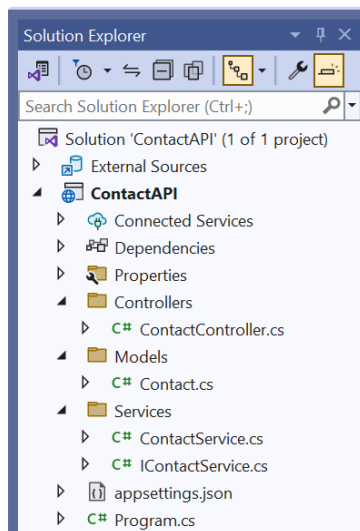 Solution Explorer
Search Solution Explorer (Ctrl+;)
Solution 'ContactAPI' (1 of 1 project)
External Sources
ContactAPI
Connected Services
Dependencies
Properties
Controllers
C# ContactController.cs
Models
C# Contact.cs
Services
C# ContactService.cs
C# IContactService.cs
appsettings.json
C# Program.cs